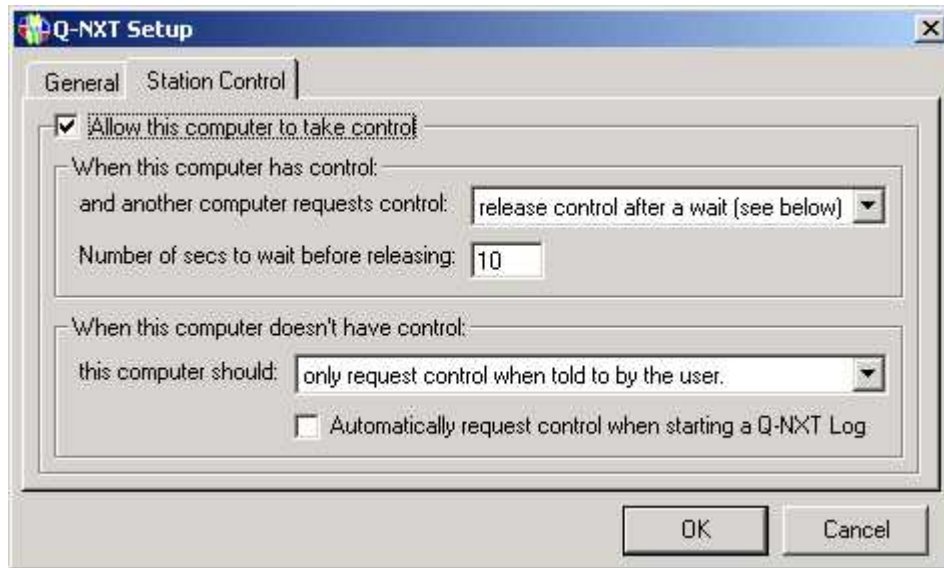 Q-NXT Setup
General Station Control
Allow this computer to take control
When this computer has control:
and another computer requests control: release control after a wait (see below)
Number of secs to wait before releasing: 10
When this computer doesn't have control:
this computer should: only request control when told to by the user.
Automatically request control when starting a Q-NXT Log
OK Cancel